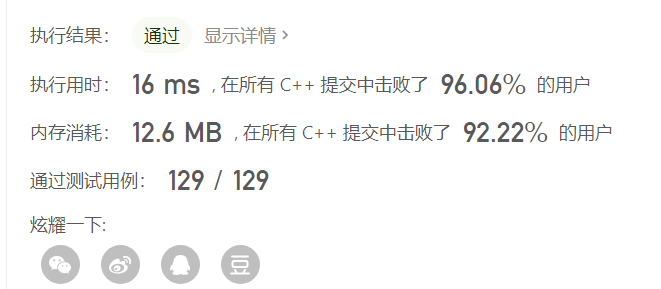 执行结果： 通过 显示详情 >
执行用时： 16 ms , 在所有 C++ 提交中击败了 96.06% 的用户
内存消耗： 12.6 MB , 在所有 C++ 提交中击败了 92.22% 的用户
通过测试用例： 129 / 129
炫耀一下:
豆